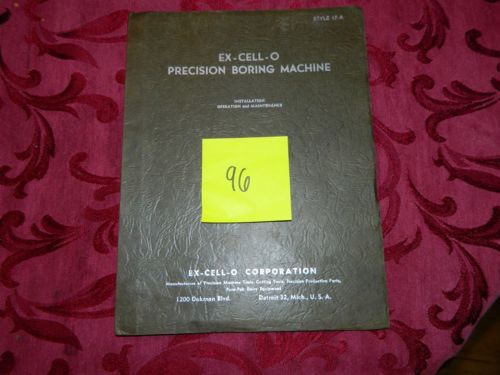 STYLE 17-A
EX-CELL-O
PRECISION BORING MACHINE
INSTALLATION
OPERATION and MAINTENANCE
96
EX-CELL-O CORPORATION
Manufacturers of Precision Machine Tools, Cutting Tools, Precision Production Parts,
Pure-Pak Dairy Equipment
1200 Oakman Blvd. Detroit 32, Mich., U. S. A.